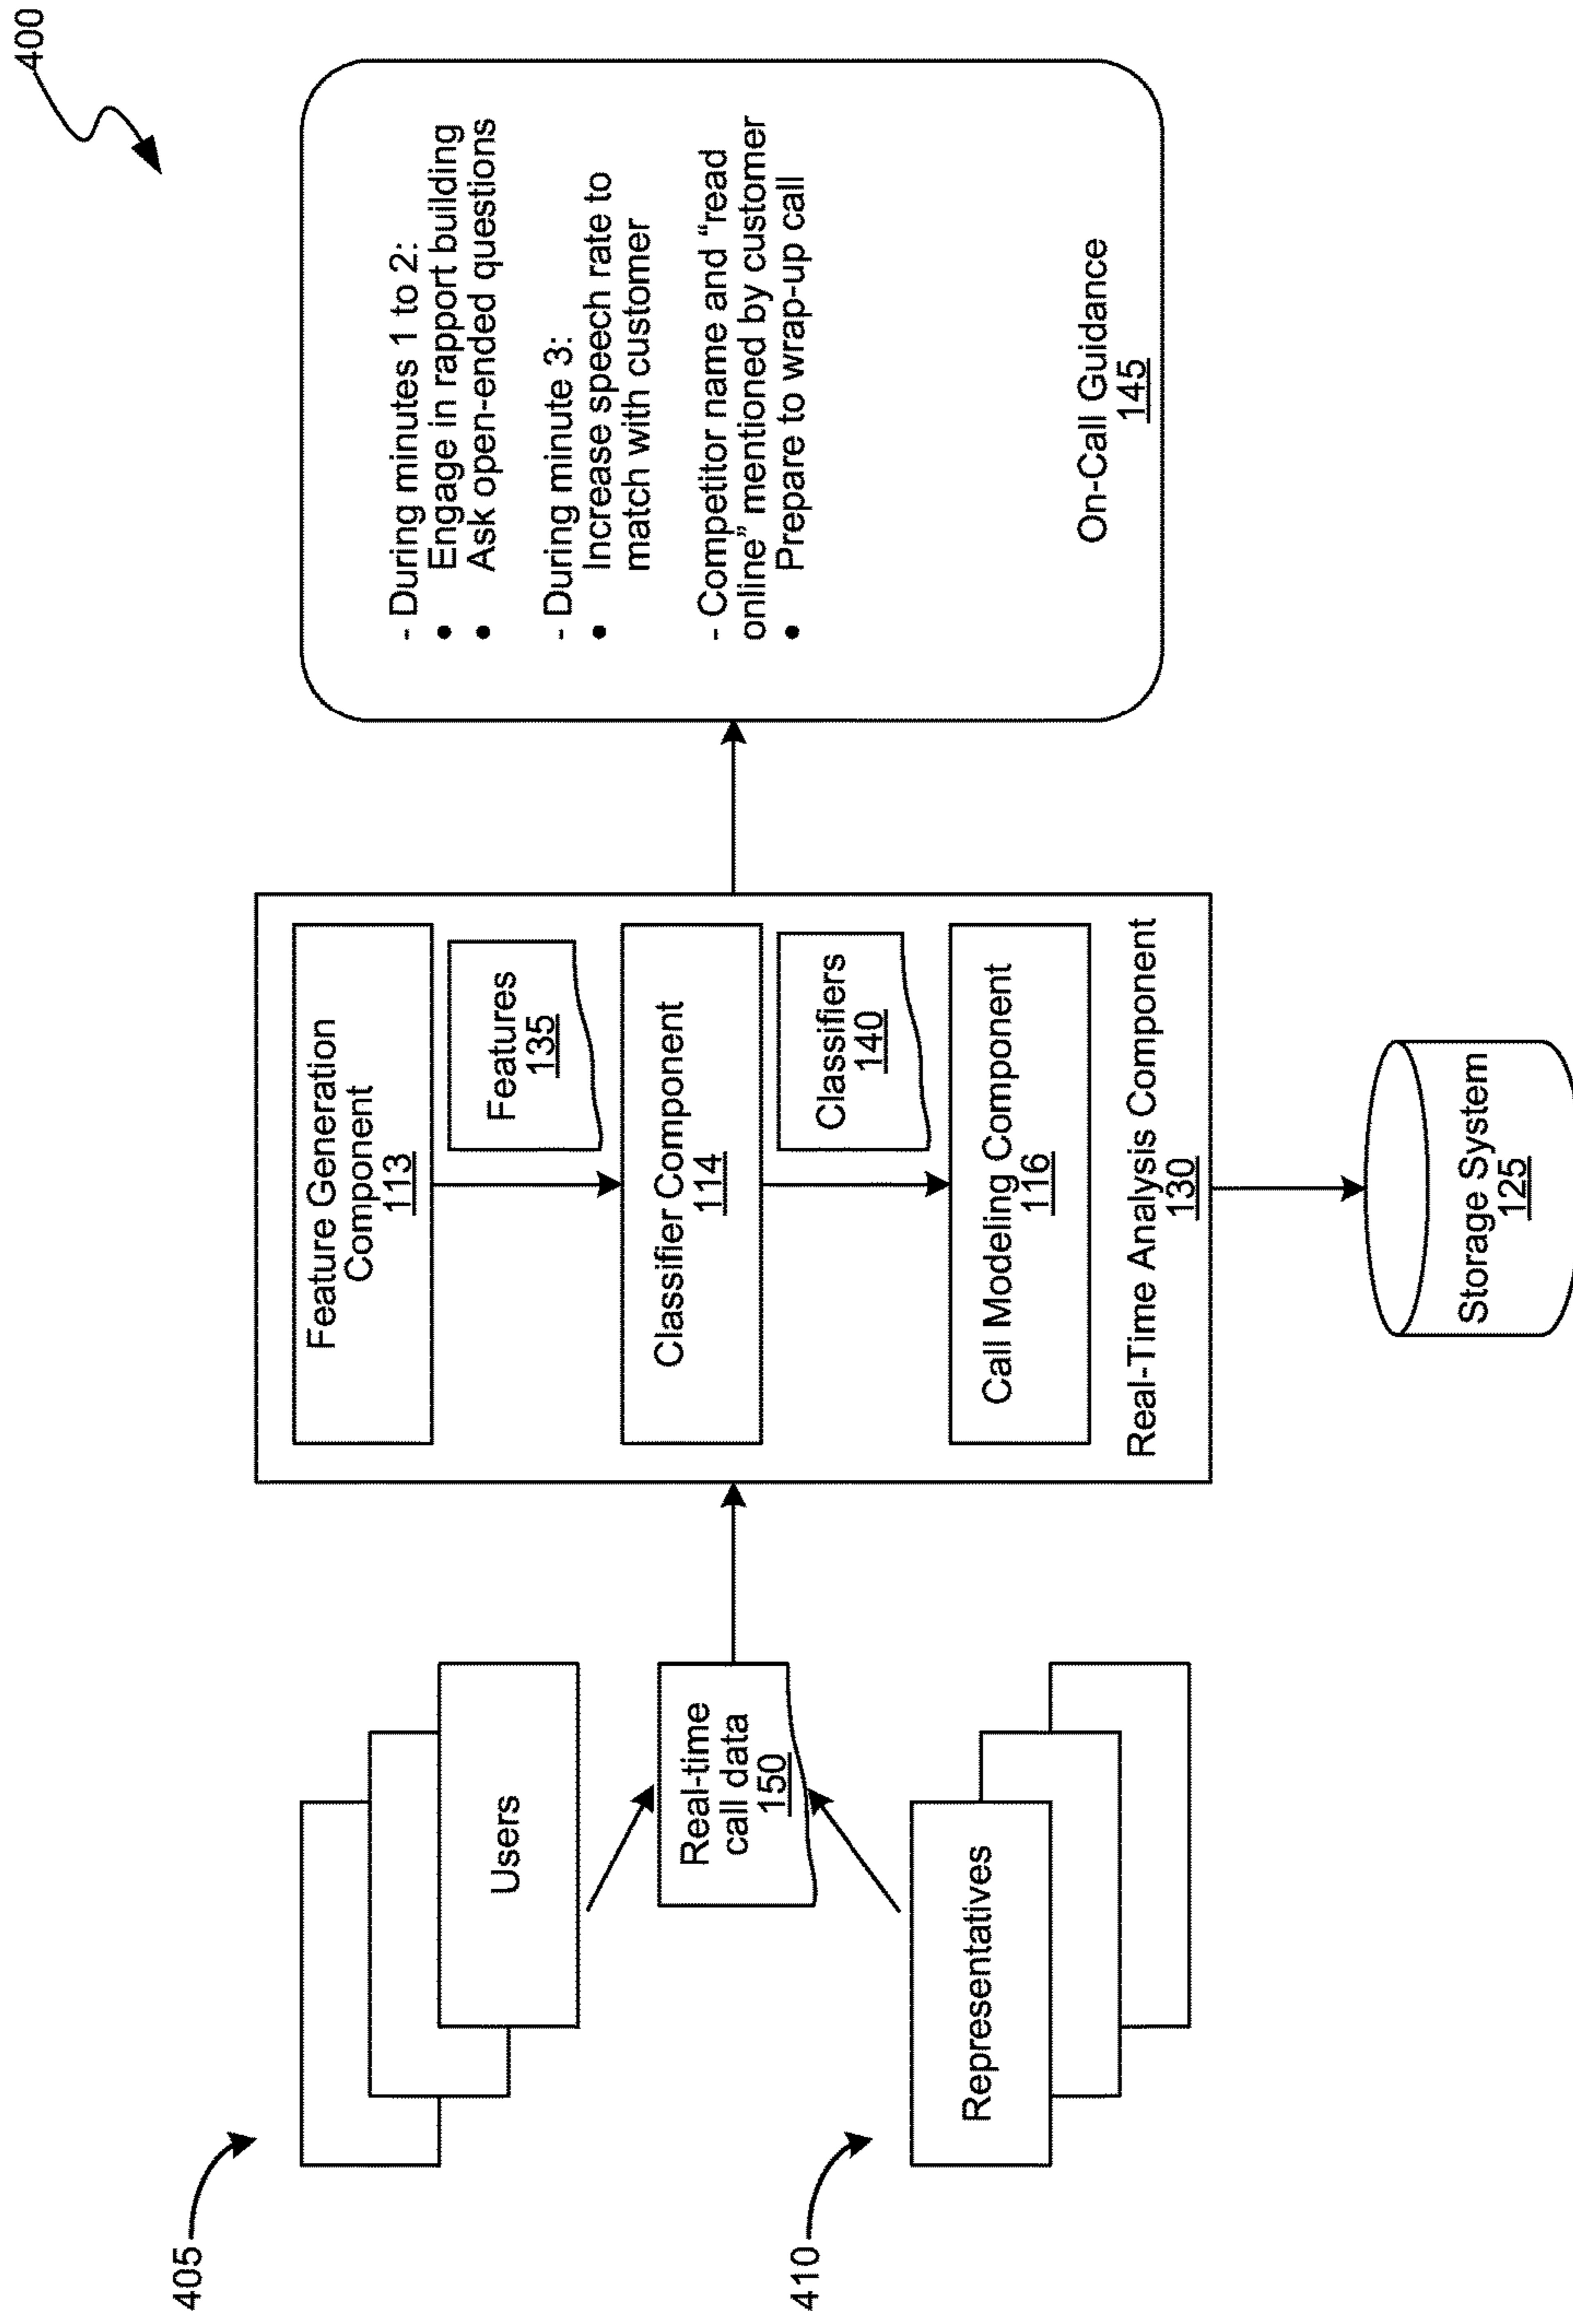 400
405
Users
Real-time
call data
150
410
Representatives
Feature Generation
Component
113
Features
135
Classifier Component
114
Classifiers
140
Call Modeling Component
116
Real-Time Analysis Component
130
Storage System
125
- During minutes 1 to 2:
• Engage in rapport building
• Ask open-ended questions
- During minute 3:
• Increase speech rate to
match with customer
- Competitor name and “read
online” mentioned by customer
• Prepare to wrap-up call
On-Call Guidance
145